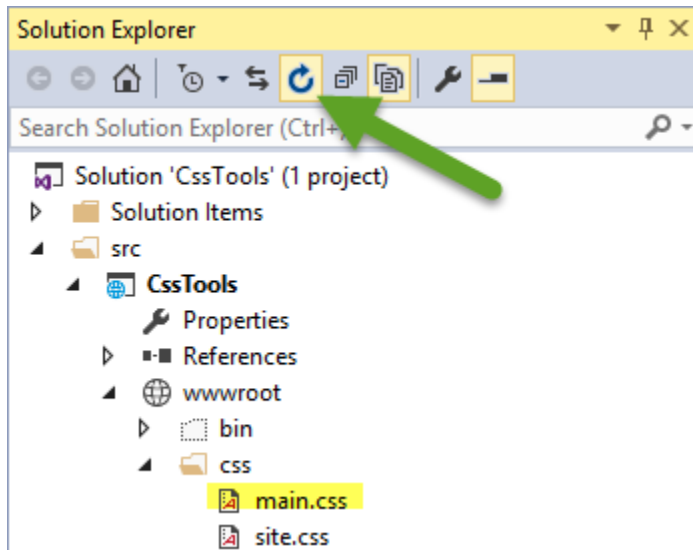 Solution Explorer
Search Solution Explorer (Ctrl+
Solution 'CssTools' (1 project)
Solution Items
src
CssTools
Properties
References
wwwroot
bin
css
main.css
site.css